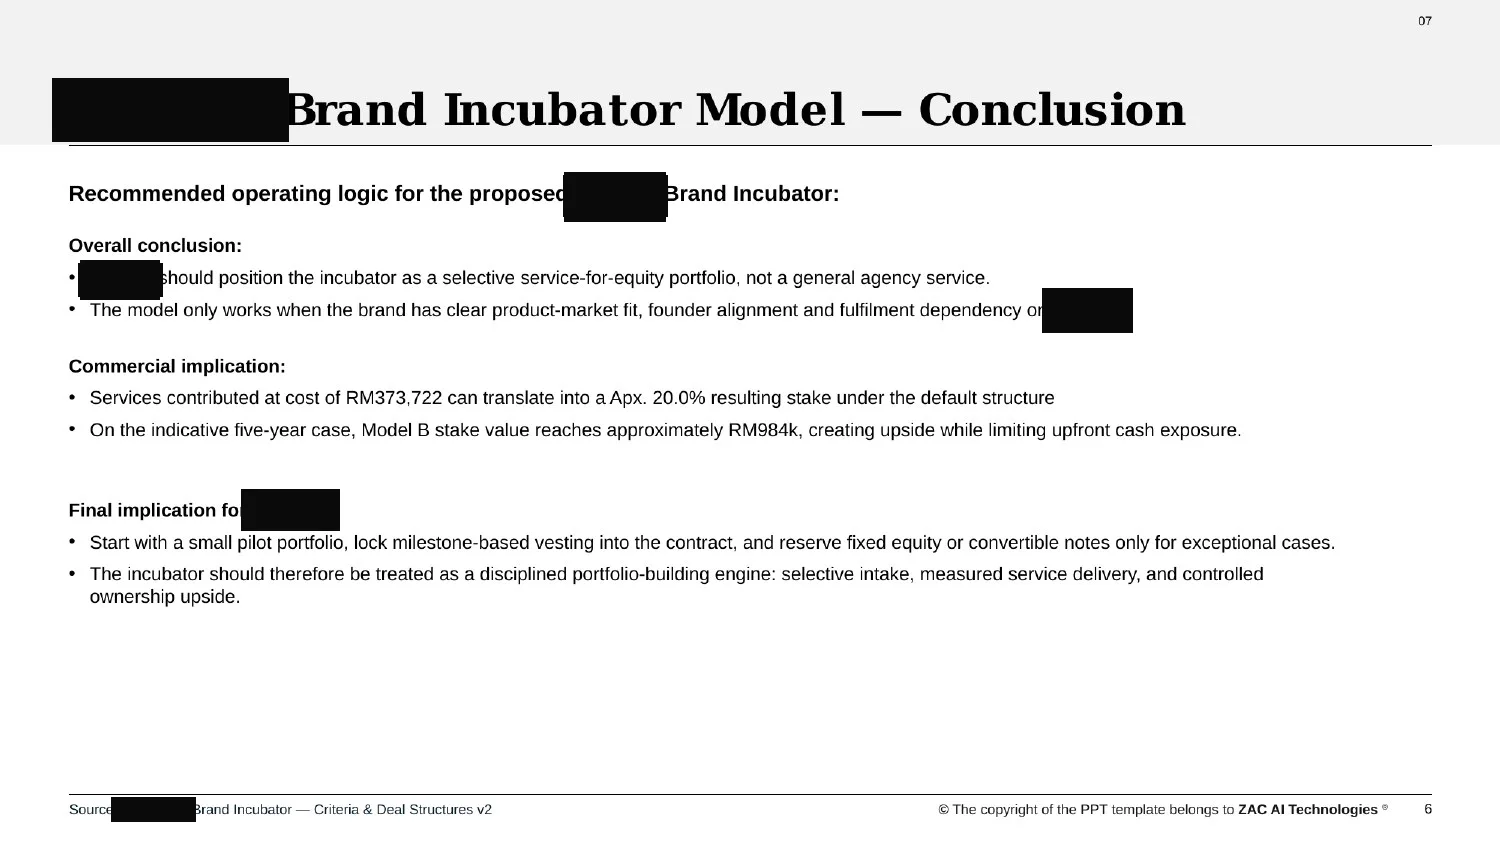 07
Brand Incubator Model — Conclusion
Recommended operating logic for the proposed Brand Incubator:
Overall conclusion:
• should position the incubator as a selective service-for-equity portfolio, not a general agency service.
• The model only works when the brand has clear product-market fit, founder alignment and fulfilment dependency on
Commercial implication:
• Services contributed at cost of RM373,722 can translate into a Apx. 20.0% resulting stake under the default structure
• On the indicative five-year case, Model B stake value reaches approximately RM984k, creating upside while limiting upfront cash exposure.
Final implication for
• Start with a small pilot portfolio, lock milestone-based vesting into the contract, and reserve fixed equity or convertible notes only for exceptional cases.
• The incubator should therefore be treated as a disciplined portfolio-building engine: selective intake, measured service delivery, and controlled
ownership upside.
Source Brand Incubator — Criteria & Deal Structures v2
© The copyright of the PPT template belongs to ZAC AI Technologies ®
6